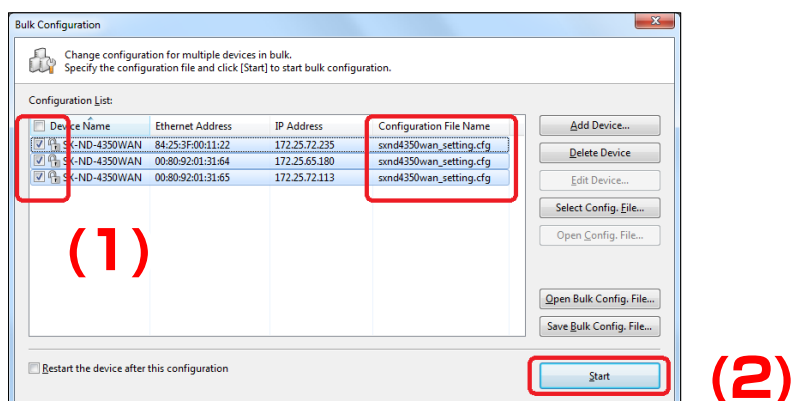 Bulk Configuration
x
Change configuration for multiple devices in bulk.
Specify the configuration file and click [Start] to start bulk configuration.
Configuration List:
Device Name Ethernet Address IP Address Configuration File Name
SX-ND-4350WAN 84:25:3F:00:11:22 172.25.72.235 sxnd4350wan_setting.cfg
SX-ND-4350WAN 00:80:92:01:31:64 172.25.65.180 sxnd4350wan_setting.cfg
SX-ND-4350WAN 00:80:92:01:31:65 172.25.72.113 sxnd4350wan_setting.cfg
Add Device...
Delete Device
Edit Device...
Select Config. File...
Open Config. File...
Open Bulk Config. File...
Save Bulk Config. File...
(1)
Restart the device after this configuration
Start
(2)